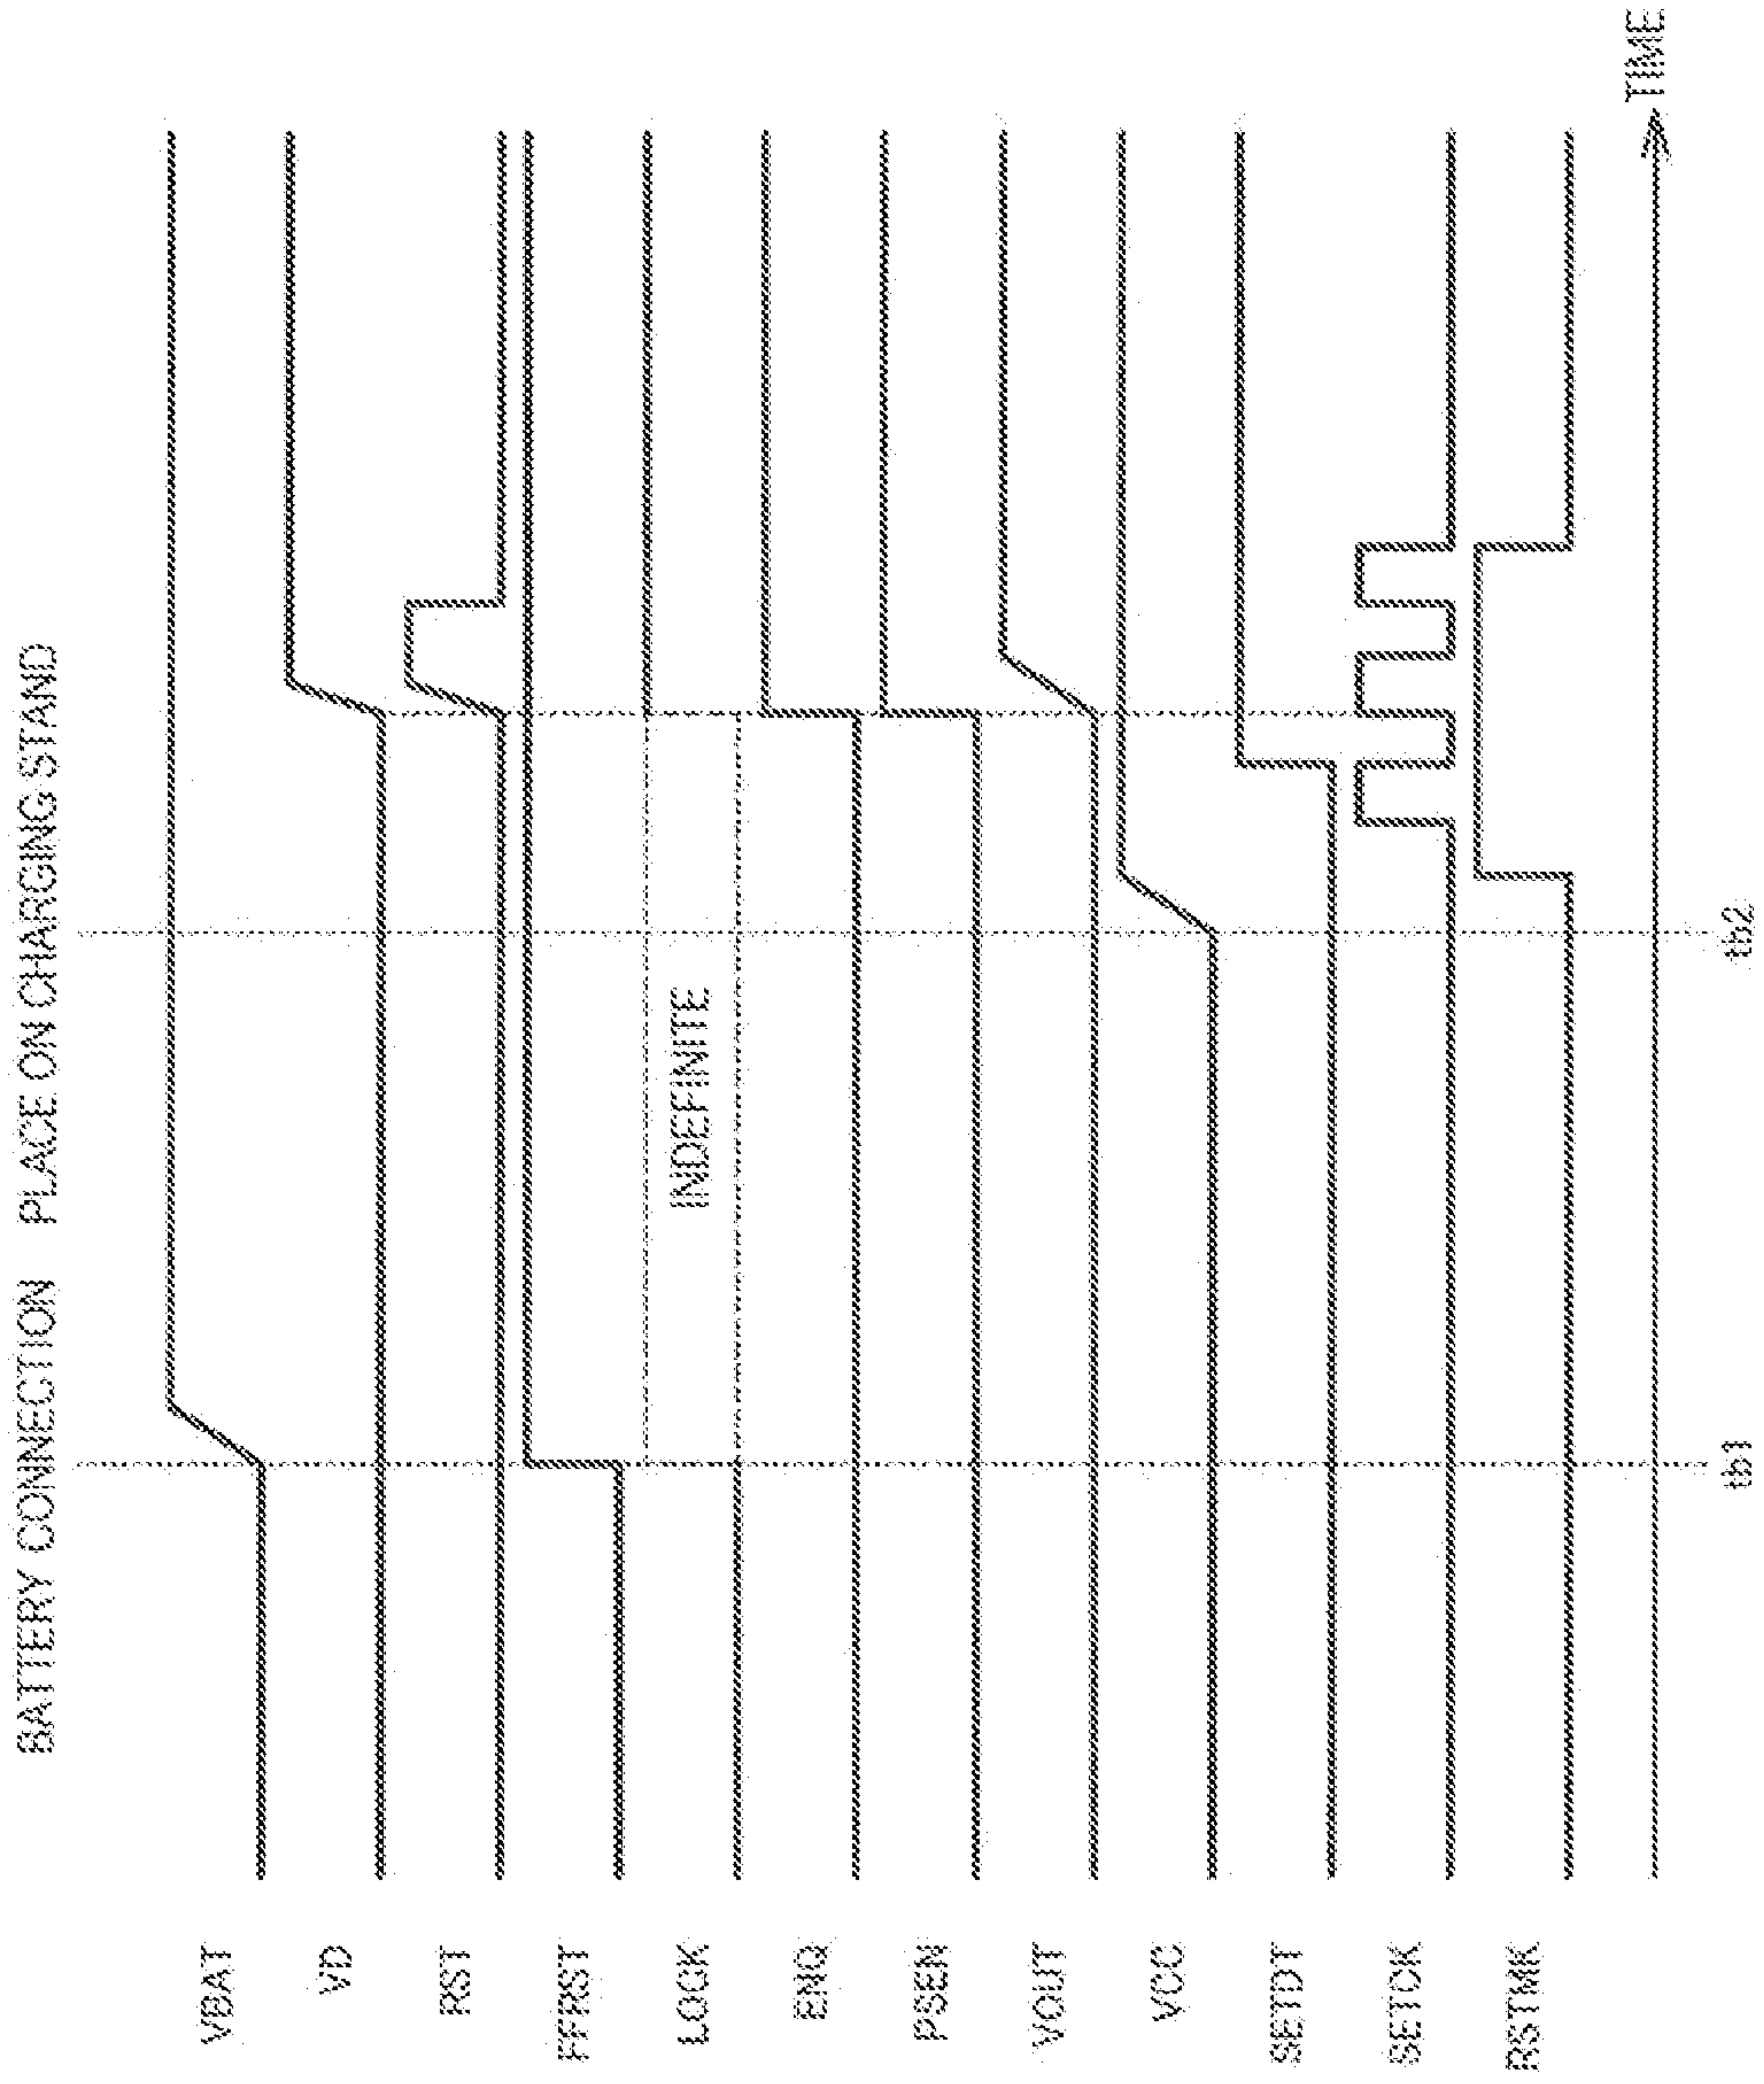 BATTERY CONNECTION PLACE ON CHARGING STAND
VBAT
VD
RST
FFRST
LOCK
INDEFINITE
ENQ
PSEN
VOUT
VCC
SETDT
SETCK
RSTMK
TIME
tb1 tb2